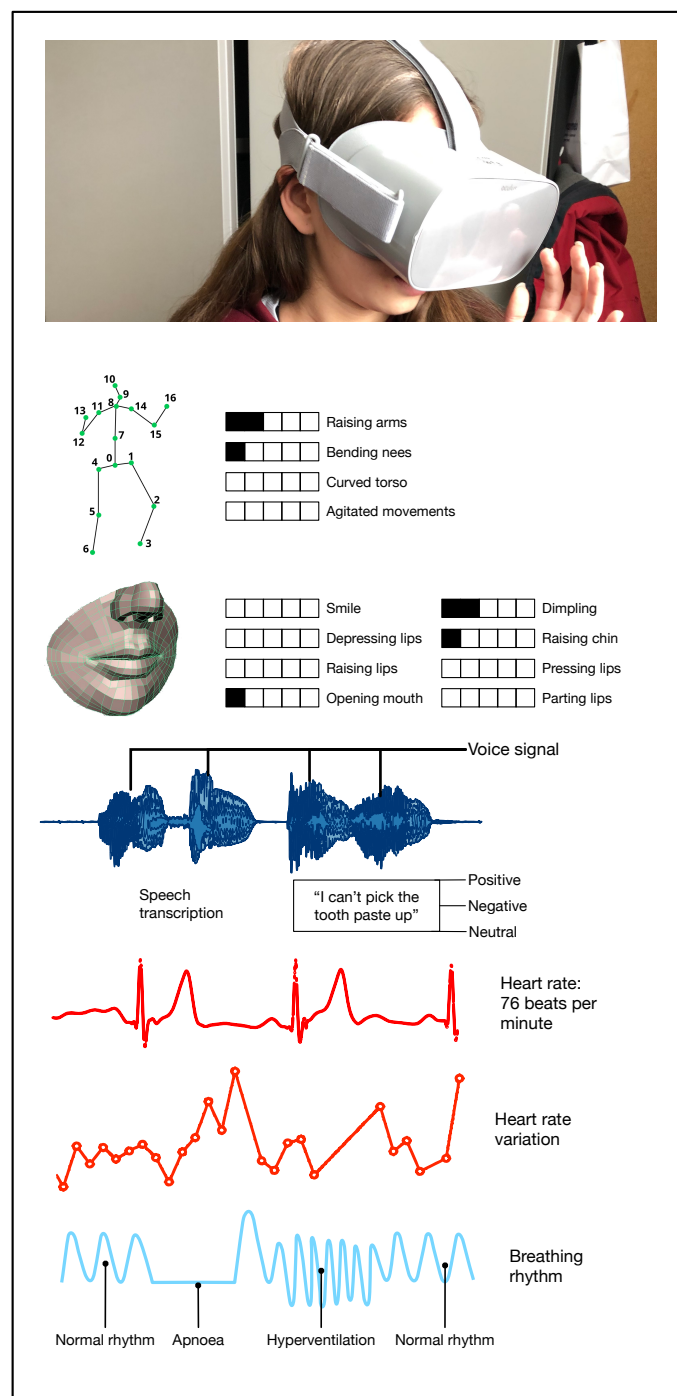 oculus
10
9
16
13
11
8
14
12
7
15
4
0
1
5
2
6
3
Raising arms
Bending nees
Curved torso
Agitated movements
Smile
Depressing lips
Raising lips
Opening mouth
Dimpling
Raising chin
Pressing lips
Parting lips
Voice signal
Speech
transcription
“I can’t pick the
tooth paste up”
Positive
Negative
Neutral
Heart rate:
76 beats per
minute
Heart rate
variation
Breathing
rhythm
Normal rhythm
Apnoea
Hyperventilation
Normal rhythm